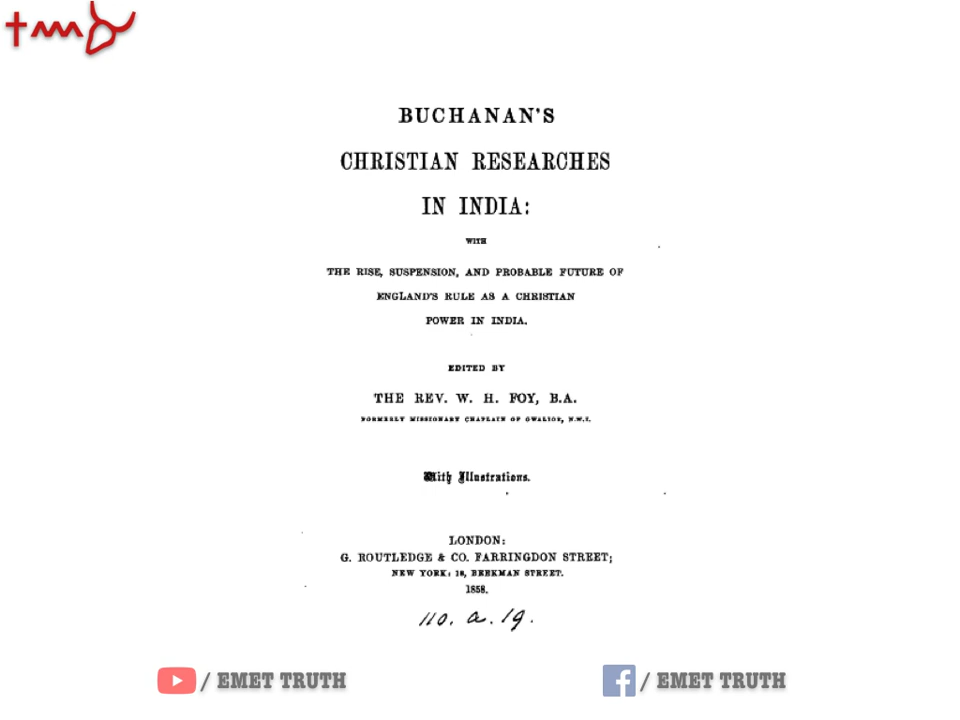 BUCHANAN'S
CHRISTIAN RESEARCHES
IN INDIA:
WITH
THE RISE, SUSPENSION, AND PROBABLE FUTURE OF
ENGLAND'S RULE AS A CHRISTIAN
POWER IN INDIA.
EDITED BY
THE REV. W. H. FOY, B.A.
FORMERLY MISSIONARY CHAPLAIN OF GWALIOR, N.W.I.
With Illustrations.
LONDON:
G. ROUTLEDGE & CO. FARRINGDON STREET;
NEW YORK: 18, BEEKMAN STREET.
1858.
110. a. 19.
/ EMET TRUTH
/ EMET TRUTH